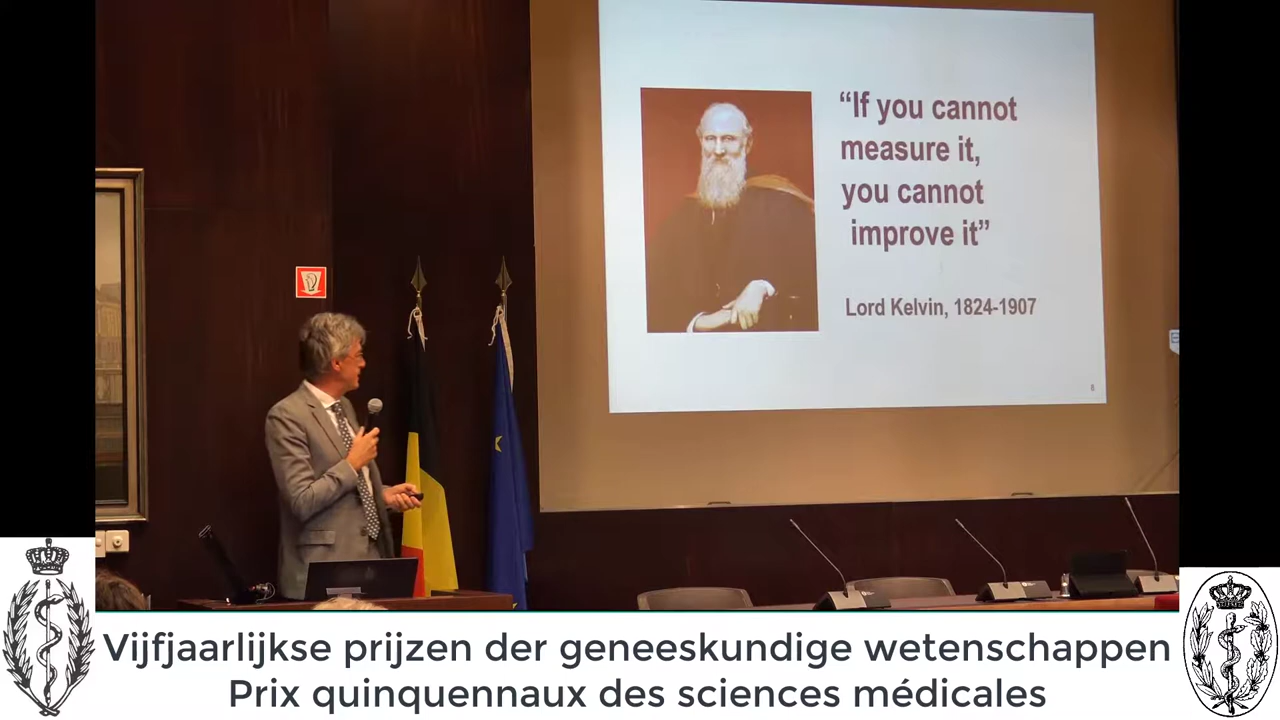 “If you cannot
measure it,
you cannot
improve it”
Lord Kelvin, 1824-1907
6
Vijfjaarlijkse prijzen der geneeskundige wetenschappen
Prix quinquennaux des sciences médicales